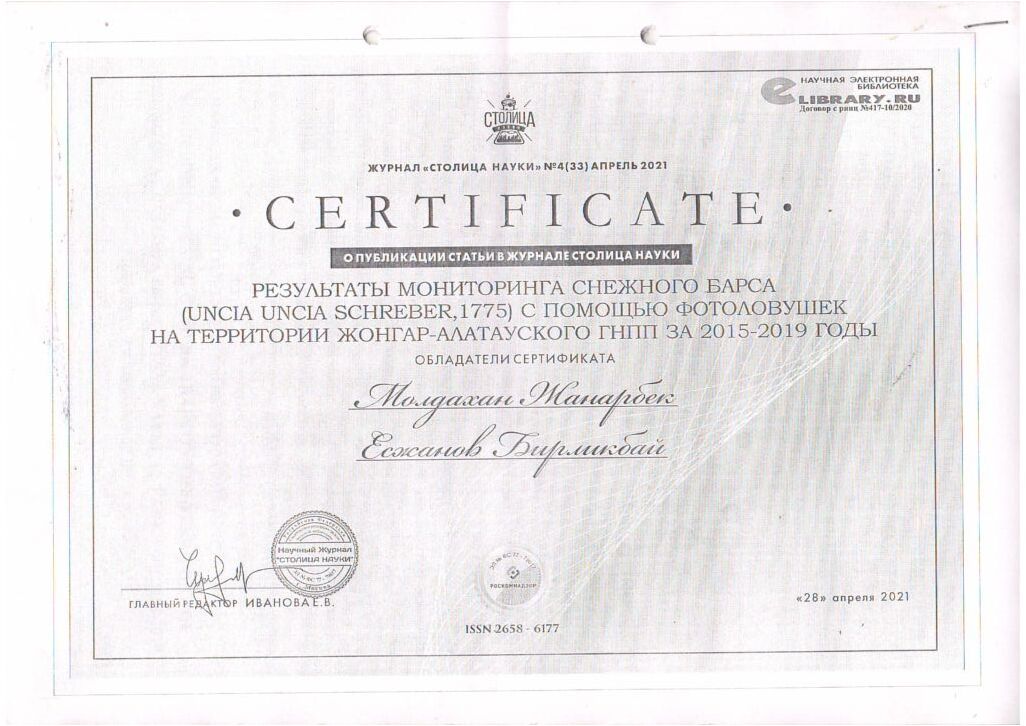 НАУЧНАЯ ЭЛЕКТРОННАЯ
БИБЛИОТЕКА
eLIBRARY.RU
Договор с ринц №417-10/2020
СТОЛИЦА
НАУКИ
ЖУРНАЛ «СТОЛИЦА НАУКИ» №4(33) АПРЕЛЬ 2021
• CERTIFICATE •
О ПУБЛИКАЦИИ СТАТЬИ В ЖУРНАЛЕ СТОЛИЦА НАУКИ
РЕЗУЛЬТАТЫ МОНИТОРИНГА СНЕЖНОГО БАРСА
(UNCIA UNCIA SCHREBER,1775) С ПОМОЩЬЮ ФОТОЛОВУШЕК
НА ТЕРРИТОРИИ ЖОНГАР-АЛАТАУСКОГО ГНПП ЗА 2015-2019 ГОДЫ
ОБЛАДАТЕЛИ СЕРТИФИКАТА
Молдахан Жанарбек
Есжанов Бирликбай
Научный Журнал
"СТОЛИЦА НАУКИ"
г. Москва
РОСКОМНАДЗОР
ГЛАВНЫЙ РЕДАКТОР ИВАНОВА Е.В.
«28» апреля 2021
ISSN 2658 - 6177